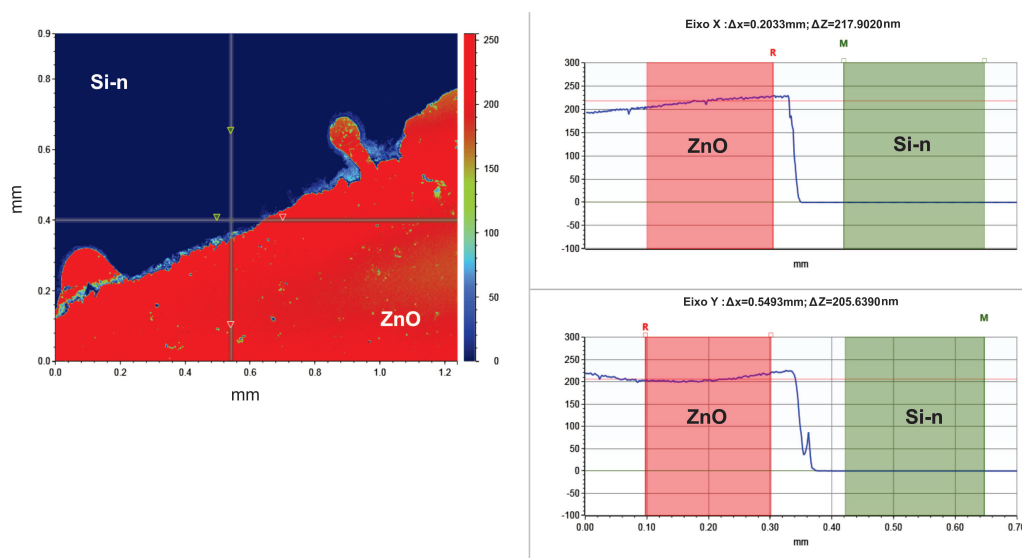 0.9
0.8
0.6
0.4
0.2
0.0
mm
Si-n
ZnO
0.0
0.2
0.4
0.6
0.8
1.0
1.2
mm
250
200
150
100
50
0
Eixo X :Δx=0.2033mm; ΔZ=217.9020nm
R
M
300
250
200
150
100
50
0
-50
-100
ZnO
Si-n
mm
Eixo Y :Δx=0.5493mm; ΔZ=205.6390nm
R
M
300
250
200
150
100
50
0
-50
-100
ZnO
Si-n
0.00
0.10
0.20
0.30
0.40
0.50
0.60
0.70
mm